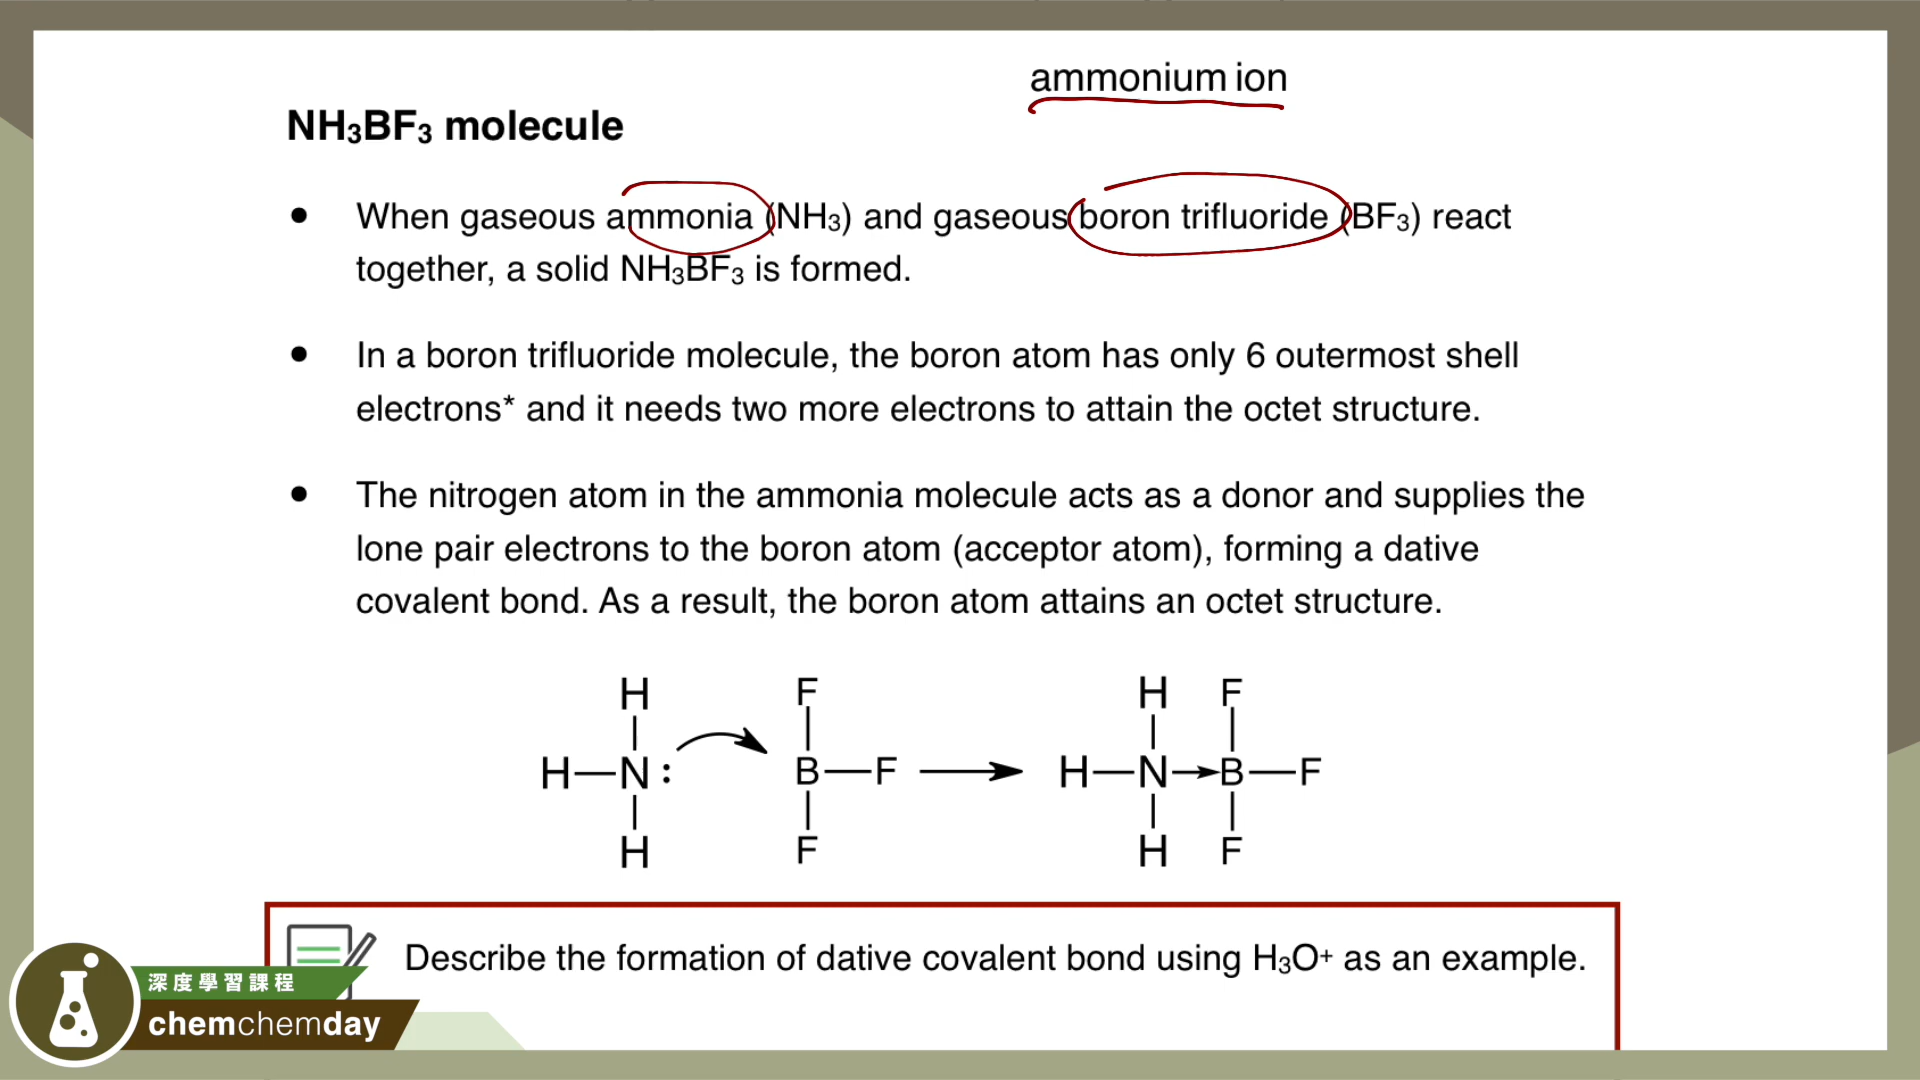 ammonium ion
NH₃BF₃ molecule
• When gaseous ammonia (NH₃) and gaseous boron trifluoride (BF₃) react
together, a solid NH₃BF₃ is formed.
• In a boron trifluoride molecule, the boron atom has only 6 outermost shell
electrons* and it needs two more electrons to attain the octet structure.
• The nitrogen atom in the ammonia molecule acts as a donor and supplies the
lone pair electrons to the boron atom (acceptor atom), forming a dative
covalent bond. As a result, the boron atom attains an octet structure.
H F H F
H—N: B—F → H—N→B—F
H F H F
Describe the formation of dative covalent bond using H₃O⁺ as an example.
深度學習課程
chemchemday